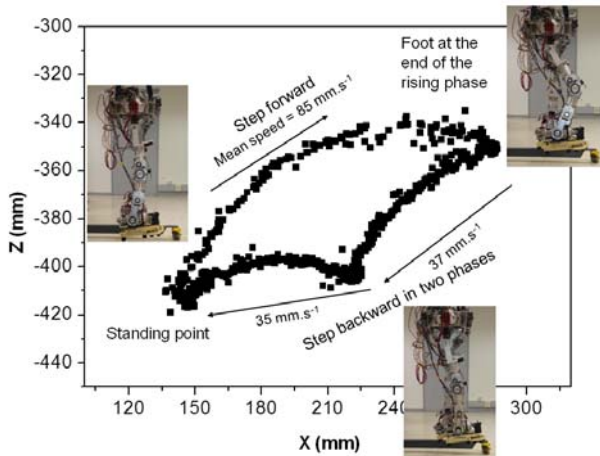 -300
-320
-340
-360
-380
-400
-420
-440
Z (mm)
120
150
180
210
2
300
X (mm)
Step forward
Mean speed = 85 mm.s⁻¹
Foot at the
end of the
rising phase
37 mm.s⁻¹
Step backward in two phases
35 mm.s⁻¹
Standing point